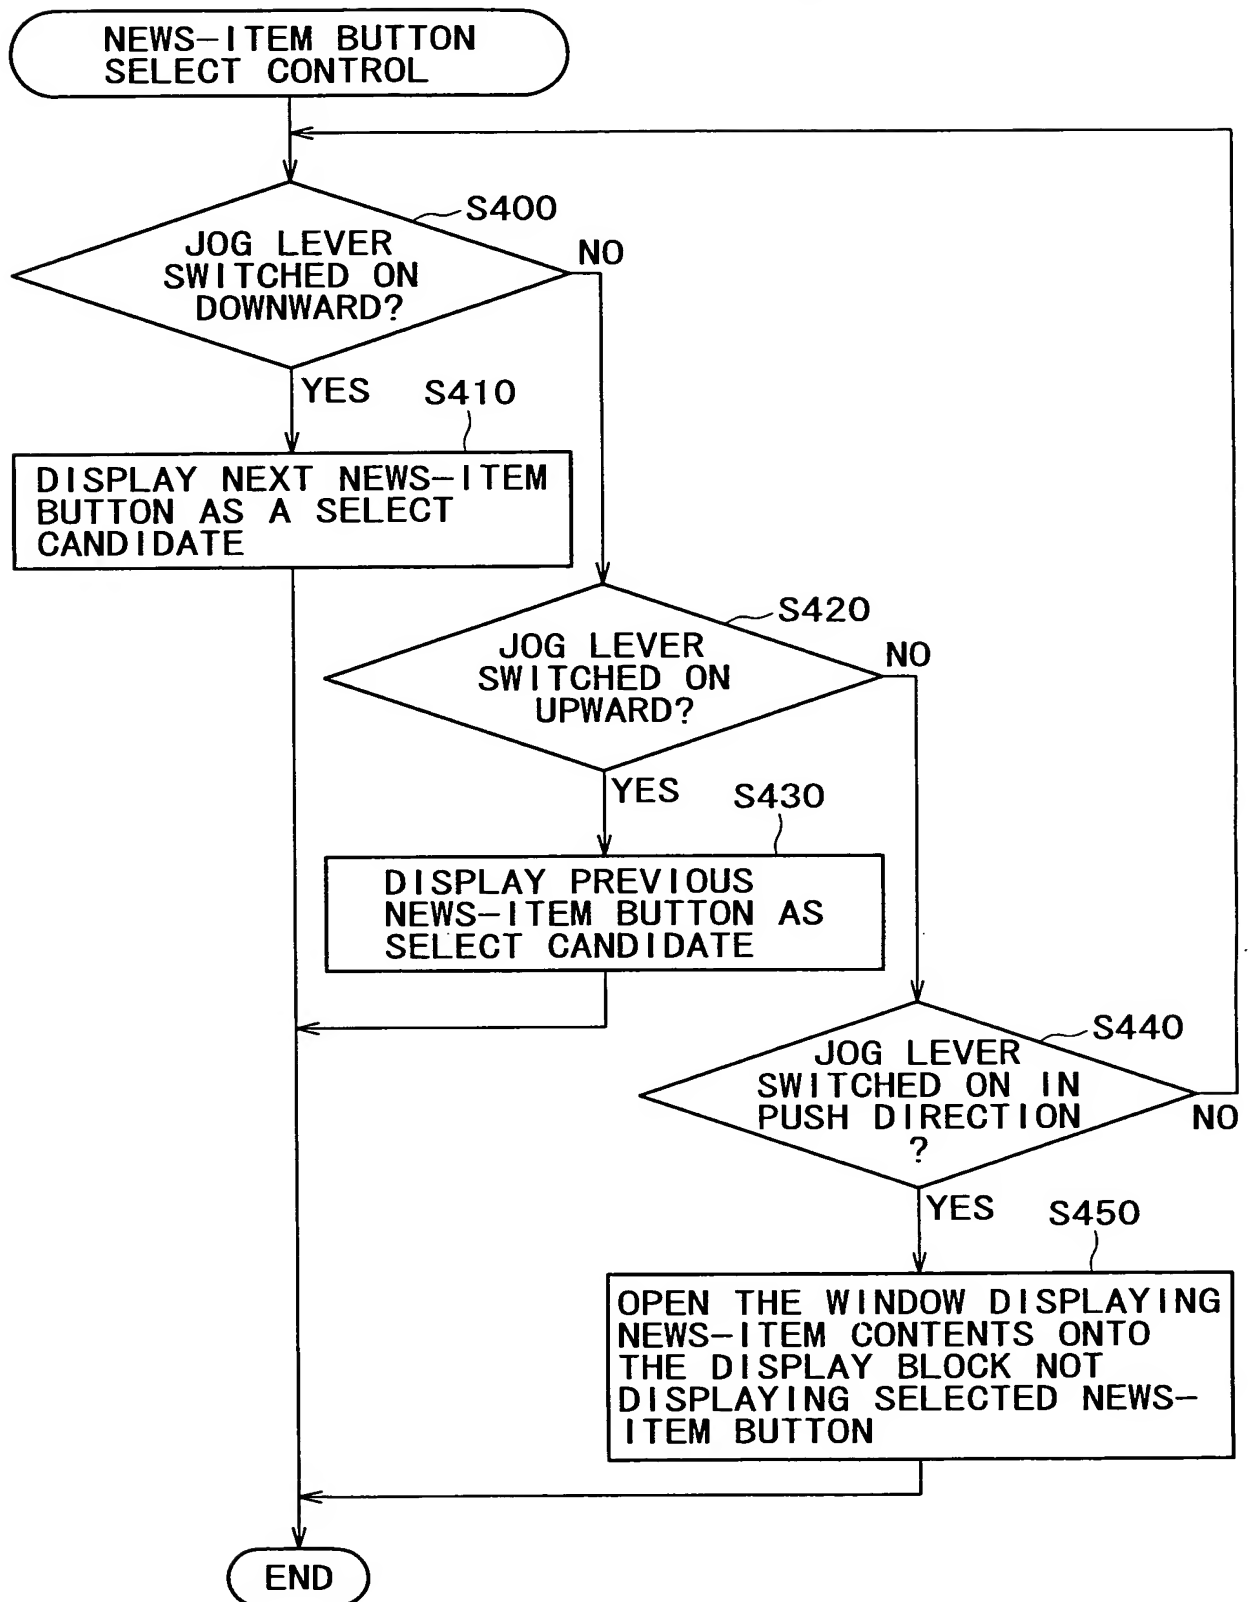 NEWS-ITEM BUTTON
SELECT CONTROL
S400
JOG LEVER
SWITCHED ON
DOWNWARD?
NO
YES
S410
DISPLAY NEXT NEWS-ITEM
BUTTON AS A SELECT
CANDIDATE
S420
JOG LEVER
SWITCHED ON
UPWARD?
NO
YES
S430
DISPLAY PREVIOUS
NEWS-ITEM BUTTON AS
SELECT CANDIDATE
S440
JOG LEVER
SWITCHED ON IN
PUSH DIRECTION
?
NO
YES
S450
OPEN THE WINDOW DISPLAYING
NEWS-ITEM CONTENTS ONTO
THE DISPLAY BLOCK NOT
DISPLAYING SELECTED NEWS-
ITEM BUTTON
END